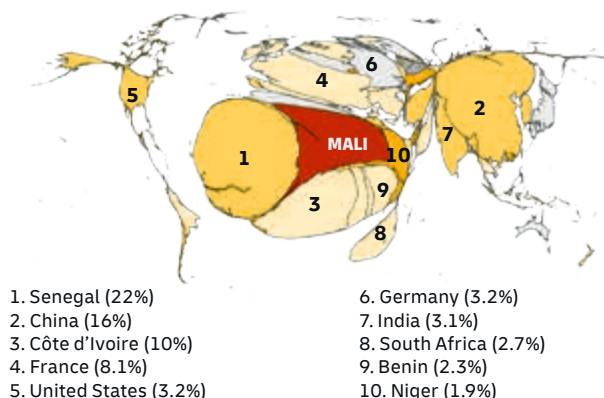 6
4
5
2
MALI
7
1
10
9
3
8
1. Senegal (22%)
2. China (16%)
3. Côte d’Ivoire (10%)
4. France (8.1%)
5. United States (3.2%)
6. Germany (3.2%)
7. India (3.1%)
8. South Africa (2.7%)
9. Benin (2.3%)
10. Niger (1.9%)